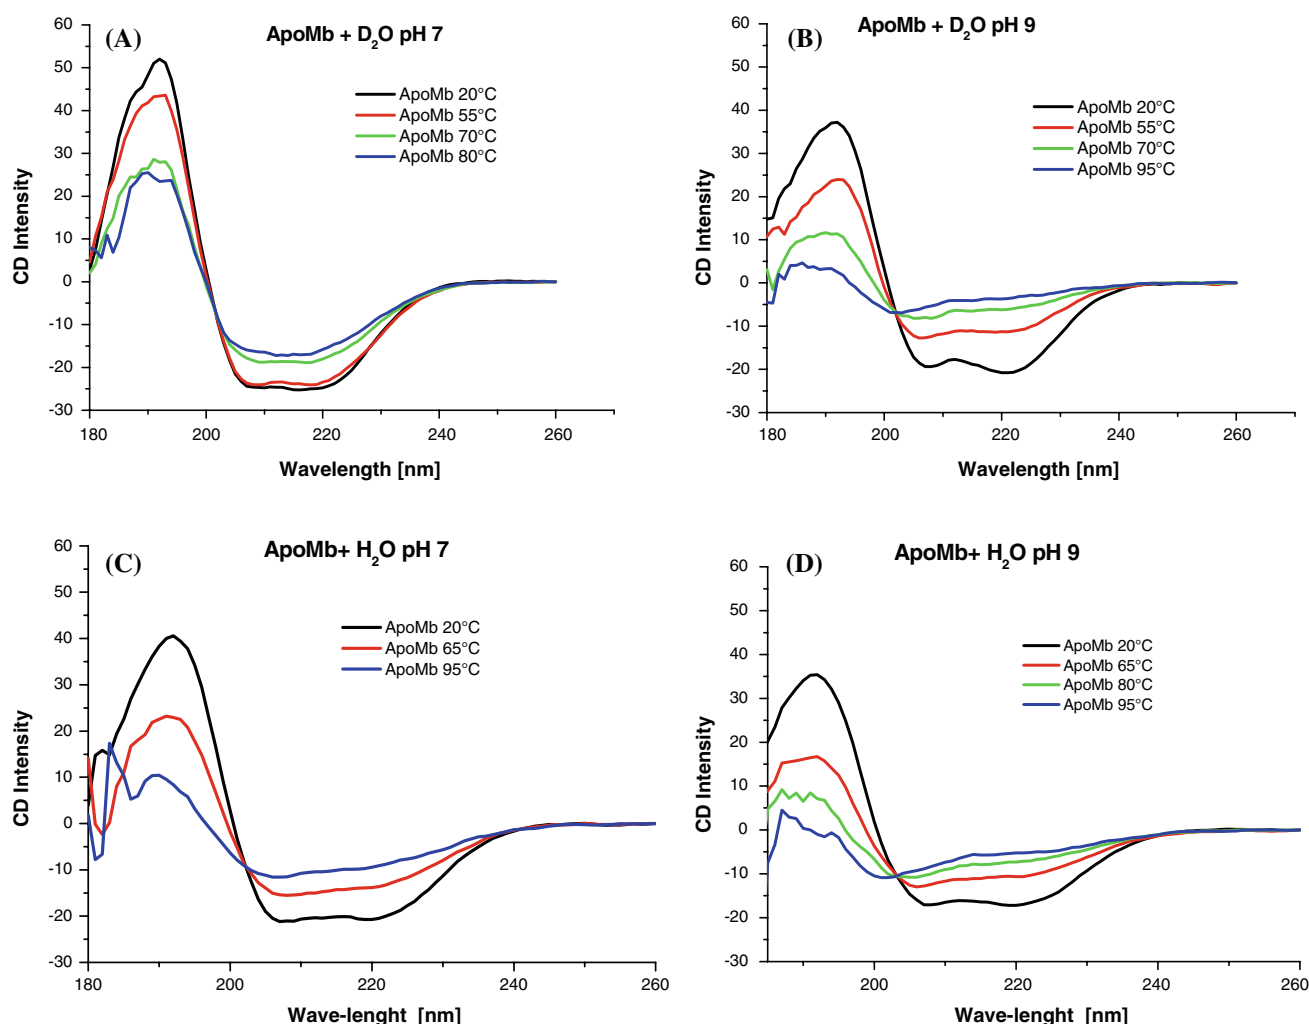 (A)
ApoMb + D₂O pH 7
60
50
40
30
20
10
0
-10
-20
-30
CD Intensity
ApoMb 20°C
ApoMb 55°C
ApoMb 70°C
ApoMb 80°C
180 200 220 240 260
Wavelength [nm]
(B)
ApoMb + D₂O pH 9
60
50
40
30
20
10
0
-10
-20
-30
CD Intensity
ApoMb 20°C
ApoMb 55°C
ApoMb 70°C
ApoMb 95°C
180 200 220 240 260
Wavelength [nm]
(C)
ApoMb+ H₂O pH 7
60
50
40
30
20
10
0
-10
-20
-30
CD Intensity
ApoMb 20°C
ApoMb 65°C
ApoMb 95°C
180 200 220 240 260
Wave-lenght [nm]
(D)
ApoMb+ H₂O pH 9
60
50
40
30
20
10
0
-10
-20
-30
CD Intensity
ApoMb 20°C
ApoMb 65°C
ApoMb 80°C
ApoMb 95°C
200 220 240 260
Wave-lenght [nm]